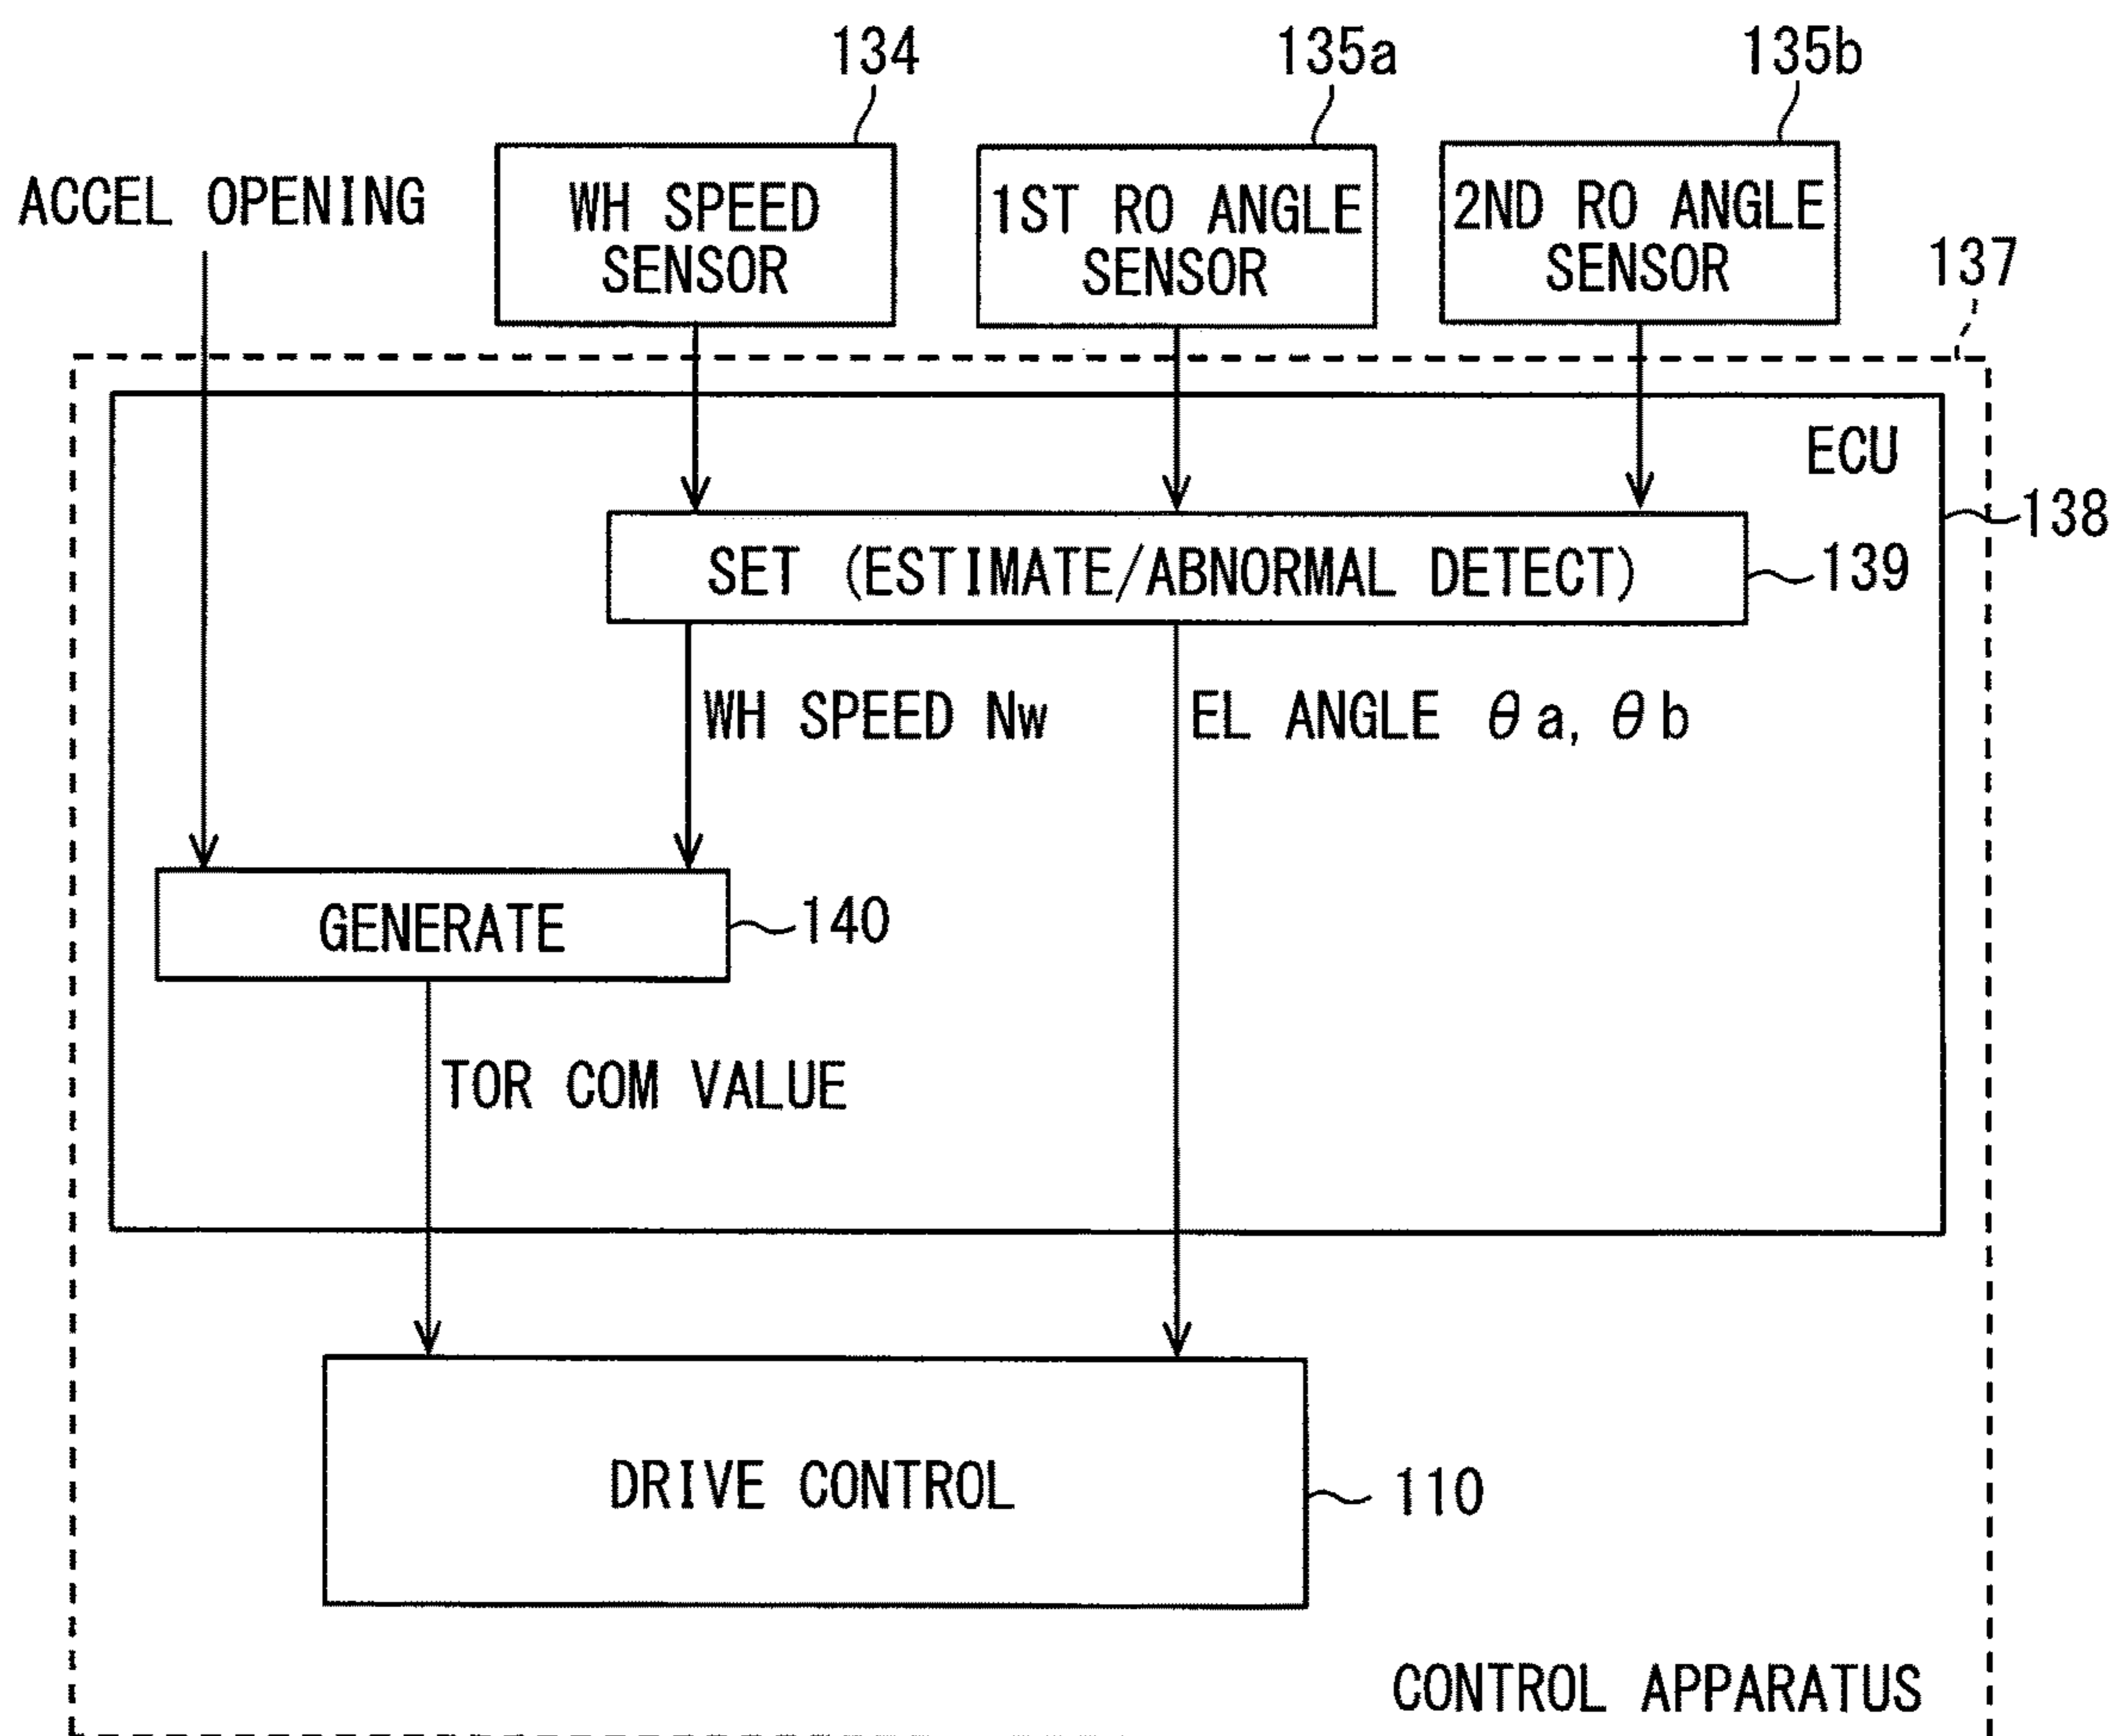 134
135a
135b
ACCEL OPENING
WH SPEED
SENSOR
1ST RO ANGLE
SENSOR
2ND RO ANGLE
SENSOR
137
ECU
138
SET (ESTIMATE/ABNORMAL DETECT)
139
WH SPEED Nw
EL ANGLE θa, θb
GENERATE
140
TOR COM VALUE
DRIVE CONTROL
110
CONTROL APPARATUS